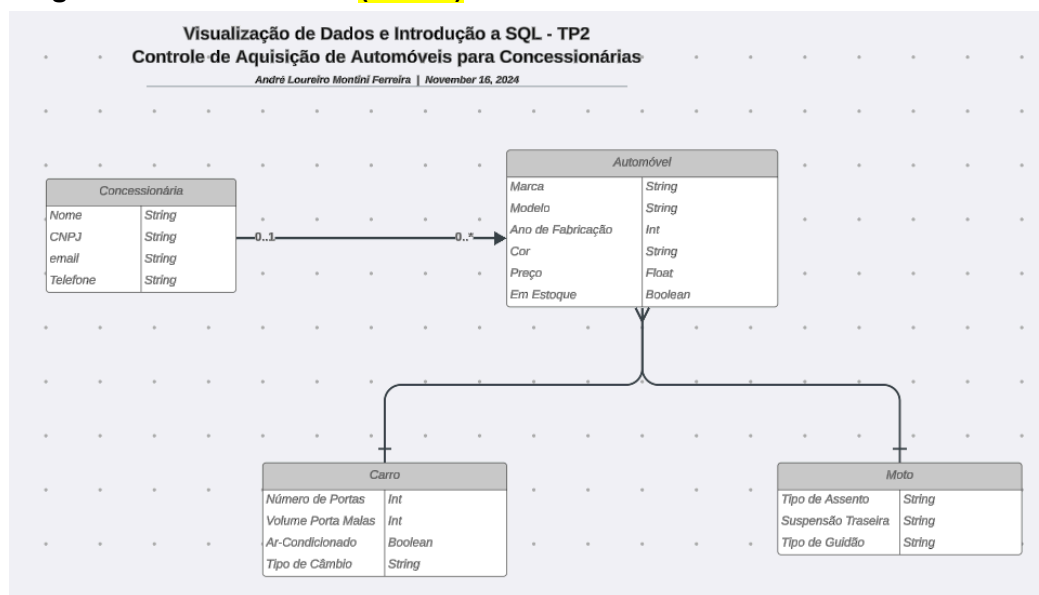 Visualização de Dados e Introdução a SQL - TP2
Controle de Aquisição de Automóveis para Concessionárias
André Loureiro Montini Ferreira | November 16, 2024
Automóvel
Marca String
Modelo String
Ano de Fabricação Int
Cor String
Preço Float
Em Estoque Boolean
Concessionária
Nome String
CNPJ String
email String
Telefone String
0..1
0..*
Carro
Número de Portas Int
Volume Porta Malas Int
Ar-Condicionado Boolean
Tipo de Câmbio String
Moto
Tipo de Assento String
Suspensão Traseira String
Tipo de Guidão String